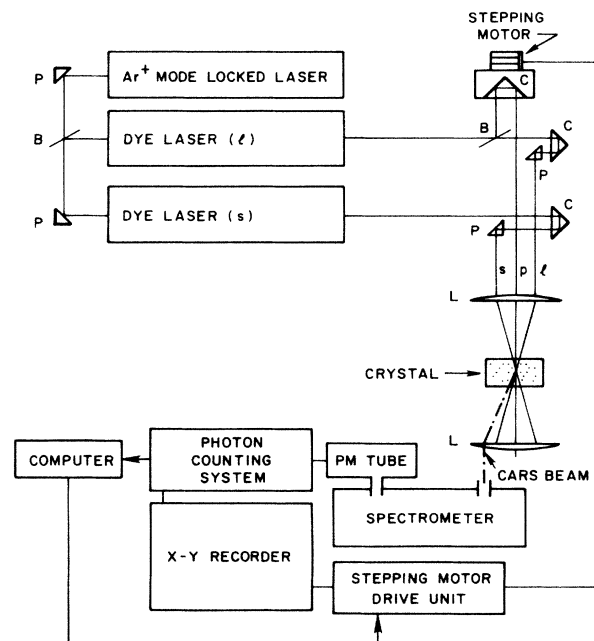 STEPPING
MOTOR
P
Ar+ MODE LOCKED LASER
C
B
DYE LASER (ℓ)
B
C
P
P
DYE LASER (s)
C
P
s p ℓ
L
CRYSTAL
L
CARS BEAM
COMPUTER
PHOTON
COUNTING
SYSTEM
PM TUBE
SPECTROMETER
X-Y RECORDER
STEPPING MOTOR
DRIVE UNIT